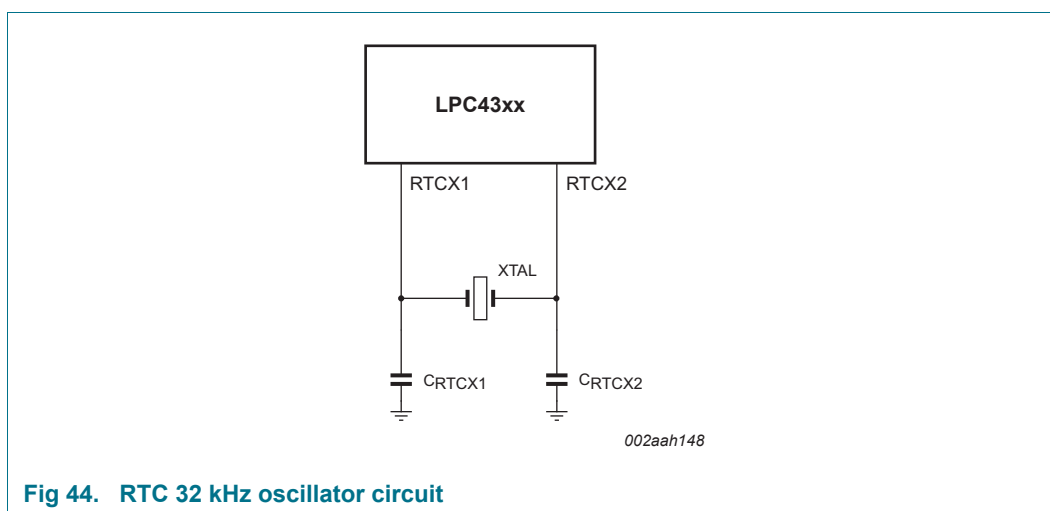 LPC43xx
RTCX1
RTCX2
XTAL
CRTCX1
CRTCX2
002aah148
Fig 44. RTC 32 kHz oscillator circuit